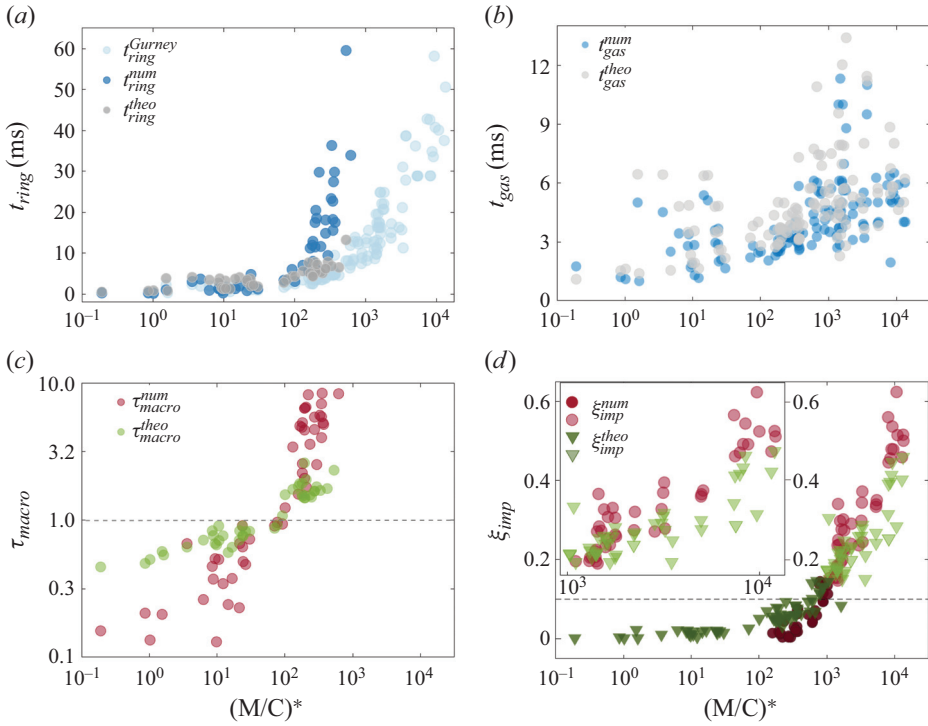 (a)
60
50
40
30
20
10
0
t_ring (ms)
t_ring^Gurney
t_ring^num
t_ring^theo
10^−1 10^0 10^1 10^2 10^3 10^4
(b)
12
9
6
3
0
t_gas (ms)
t_gas^num
t_gas^theo
10^−1 10^0 10^1 10^2 10^3 10^4
(c)
10.0
3.2
1.0
0.3
0.1
τ_macro
τ_macro^num
τ_macro^theo
10^−1 10^0 10^1 10^2 10^3 10^4
(M/C)*
(d)
0.6
0.4
0.2
0
ξ_imp
ξ_imp^num
ξ_imp^theo
0.6
0.4
0.2
10^3 10^4
10^−1 10^0 10^1 10^2 10^3 10^4
(M/C)*